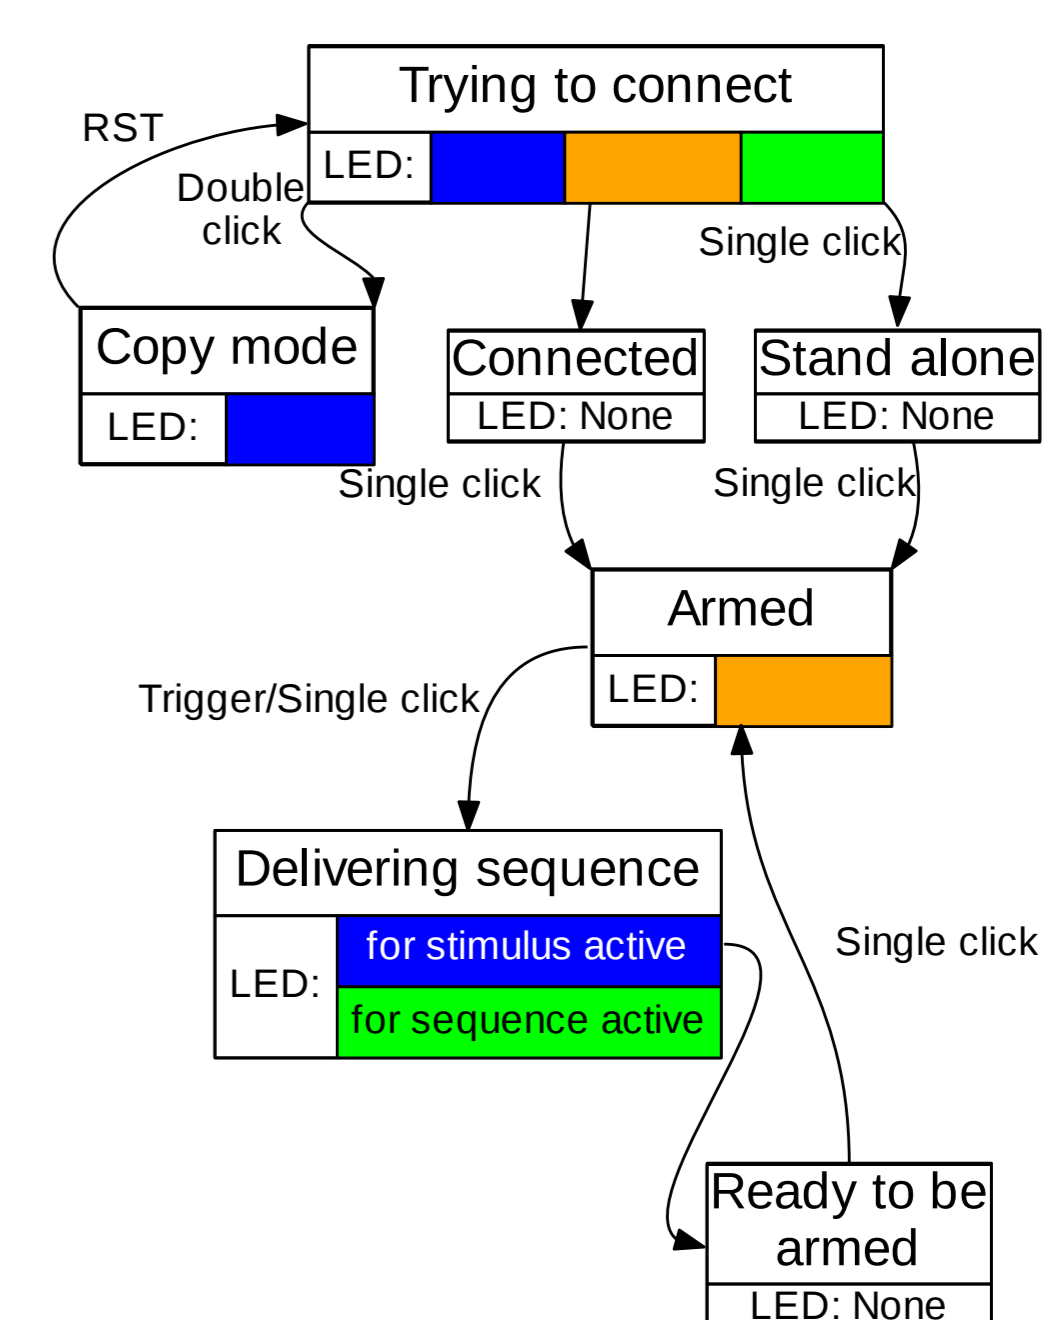 Trying to connect
RST
LED:
Double
click
Single click
Copy mode
LED:
Connected
LED: None
Stand alone
LED: None
Single click
Single click
Armed
LED:
Trigger/Single click
Delivering sequence
LED:
for stimulus active
for sequence active
Single click
Ready to be
armed
LED: None